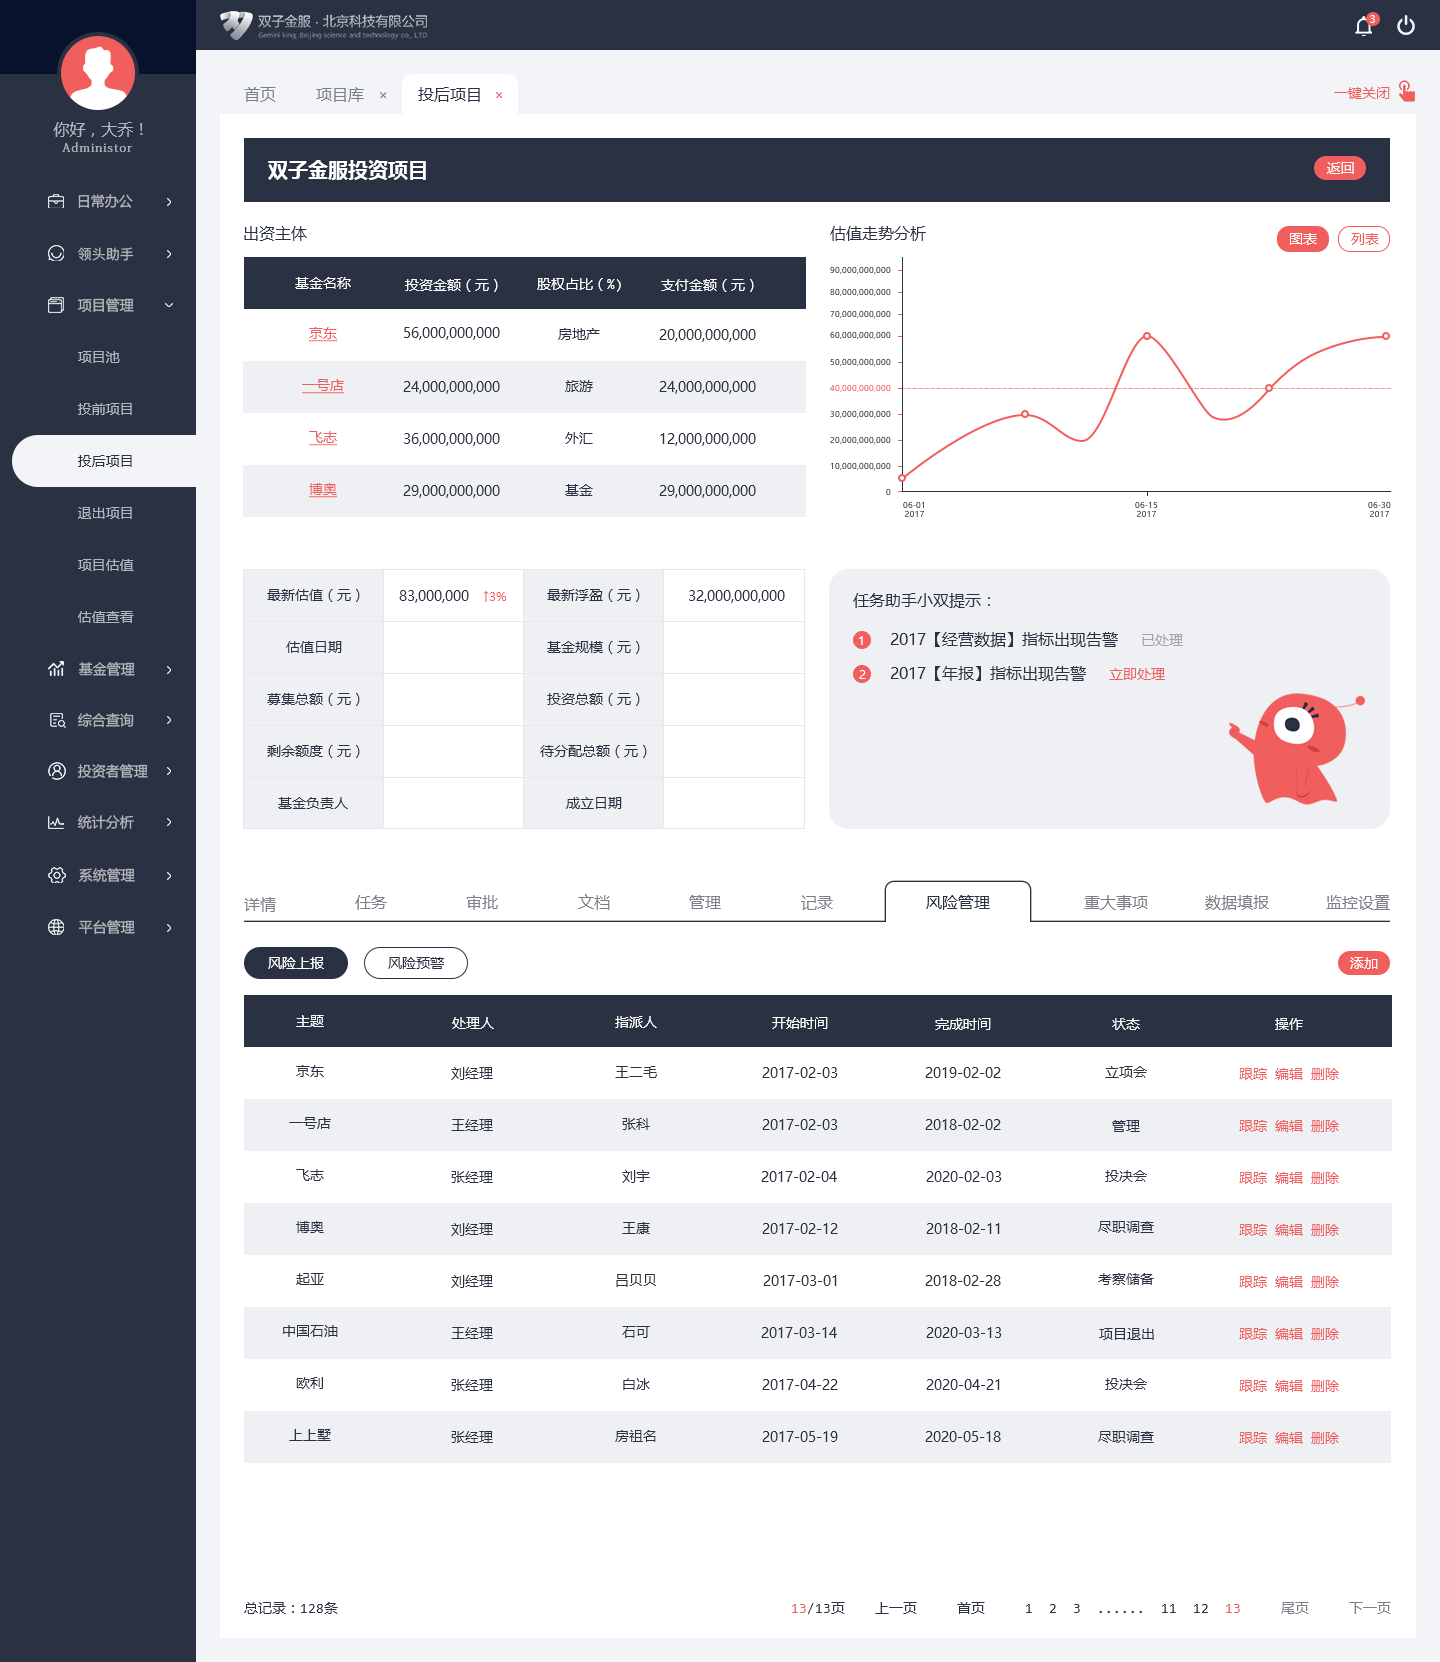 双子金服 · 北京科技有限公司
Gemini king, Beijing science and technology co,. LTD
3
你好，大乔！
Administor
日常办公
领头助手
项目管理
项目池
投前项目
投后项目
退出项目
项目估值
估值查看
基金管理
综合查询
投资者管理
统计分析
系统管理
平台管理
首页 项目库 × 投后项目 ×
一键关闭
双子金服投资项目
返回
出资主体
基金名称 投资金额（元） 股权占比（%） 支付金额（元）
京东 56,000,000,000 房地产 20,000,000,000
一号店 24,000,000,000 旅游 24,000,000,000
飞志 36,000,000,000 外汇 12,000,000,000
博奥 29,000,000,000 基金 29,000,000,000
估值走势分析
图表 列表
90,000,000,000
80,000,000,000
70,000,000,000
60,000,000,000
50,000,000,000
40,000,000,000
30,000,000,000
20,000,000,000
10,000,000,000
0
06-01 06-15 06-30
2017 2017 2017
最新估值（元） 83,000,000 ↑3% 最新浮盈（元） 32,000,000,000
估值日期 基金规模（元）
募集总额（元） 投资总额（元）
剩余额度（元） 待分配总额（元）
基金负责人 成立日期
任务助手小双提示：
1 2017【经营数据】指标出现告警 已处理
2 2017【年报】指标出现告警 立即处理
详情 任务 审批 文档 管理 记录 风险管理 重大事项 数据填报 监控设置
风险上报 风险预警 添加
主题 处理人 指派人 开始时间 完成时间 状态 操作
京东 刘经理 王二毛 2017-02-03 2019-02-02 立项会 跟踪 编辑 删除
一号店 王经理 张科 2017-02-03 2018-02-02 管理 跟踪 编辑 删除
飞志 张经理 刘宇 2017-02-04 2020-02-03 投决会 跟踪 编辑 删除
博奥 刘经理 王康 2017-02-12 2018-02-11 尽职调查 跟踪 编辑 删除
起亚 刘经理 吕贝贝 2017-03-01 2018-02-28 考察储备 跟踪 编辑 删除
中国石油 王经理 石可 2017-03-14 2020-03-13 项目退出 跟踪 编辑 删除
欧利 张经理 白冰 2017-04-22 2020-04-21 投决会 跟踪 编辑 删除
上上墅 张经理 房祖名 2017-05-19 2020-05-18 尽职调查 跟踪 编辑 删除
总记录：128条 13/13页 上一页 首页 1 2 3 ...... 11 12 13 尾页 下一页